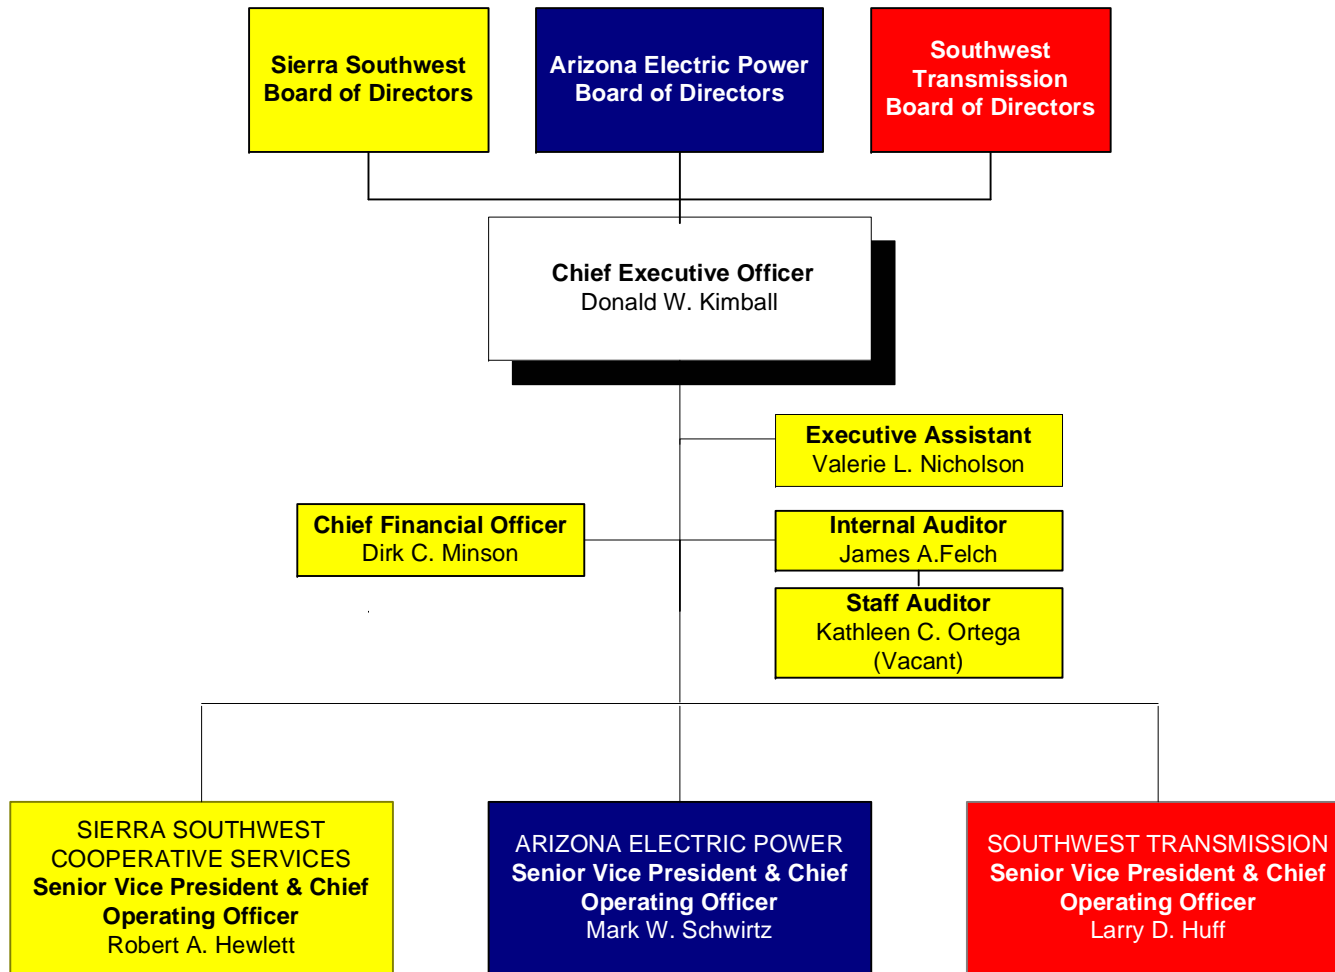 Sierra Southwest
Board of Directors
Arizona Electric Power
Board of Directors
Southwest
Transmission
Board of Directors
Chief Executive Officer
Donald W. Kimball
Executive Assistant
Valerie L. Nicholson
Chief Financial Officer
Dirk C. Minson
Internal Auditor
James A.Felch
Staff Auditor
Kathleen C. Ortega
(Vacant)
SIERRA SOUTHWEST
COOPERATIVE SERVICES
Senior Vice President & Chief
Operating Officer
Robert A. Hewlett
ARIZONA ELECTRIC POWER
Senior Vice President & Chief
Operating Officer
Mark W. Schwirtz
SOUTHWEST TRANSMISSION
Senior Vice President & Chief
Operating Officer
Larry D. Huff